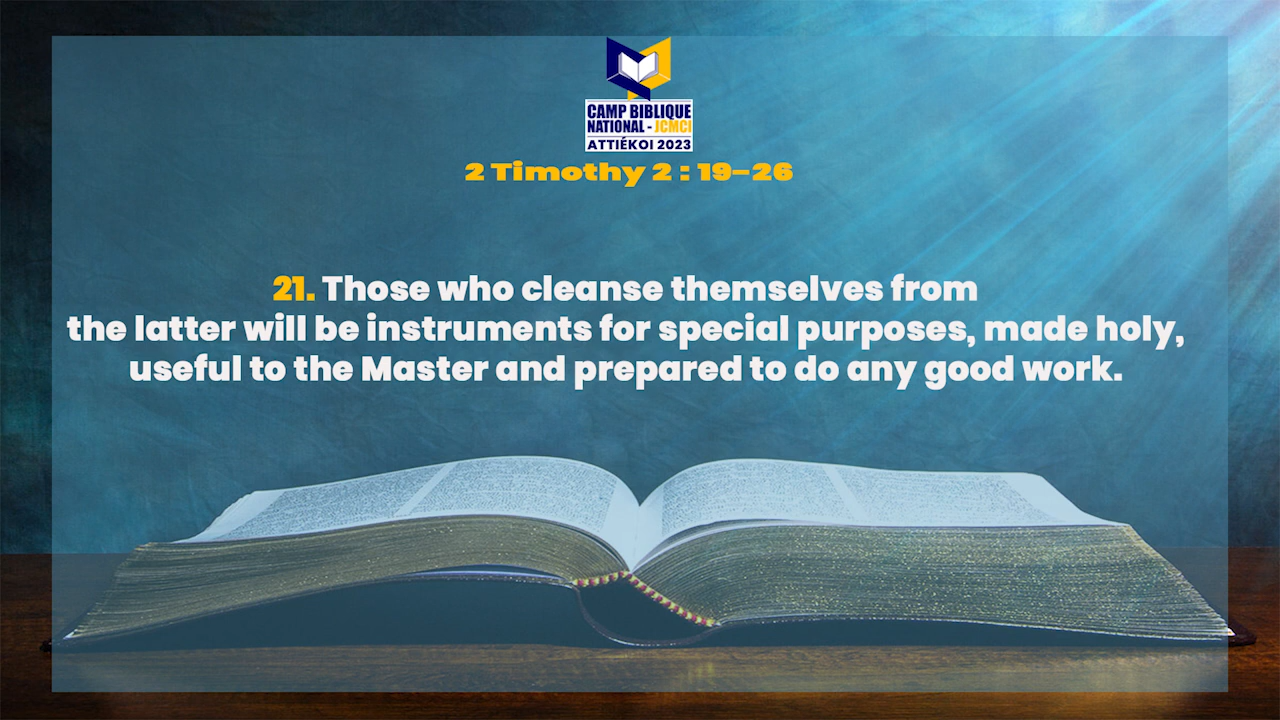 CAMP BIBLIQUE
NATIONAL - JCMCI
ATTIÉKOI 2023
2 Timothy 2 : 19-26
21. Those who cleanse themselves from
the latter will be instruments for special purposes, made holy,
useful to the Master and prepared to do any good work.